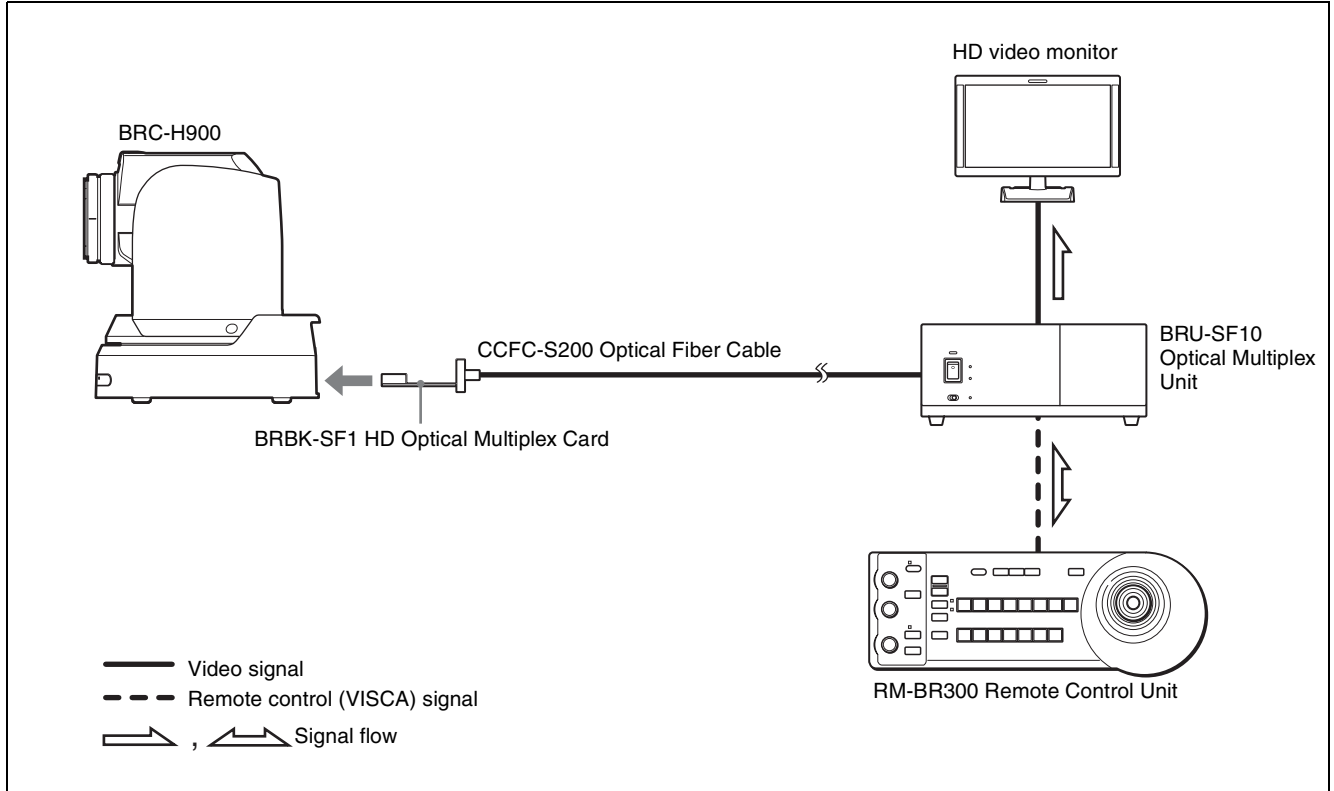 HD video monitor
BRC-H900
CCFC-S200 Optical Fiber Cable
BRU-SF10
Optical Multiplex
Unit
BRBK-SF1 HD Optical Multiplex Card
RM-BR300 Remote Control Unit
Video signal
Remote control (VISCA) signal
, Signal flow